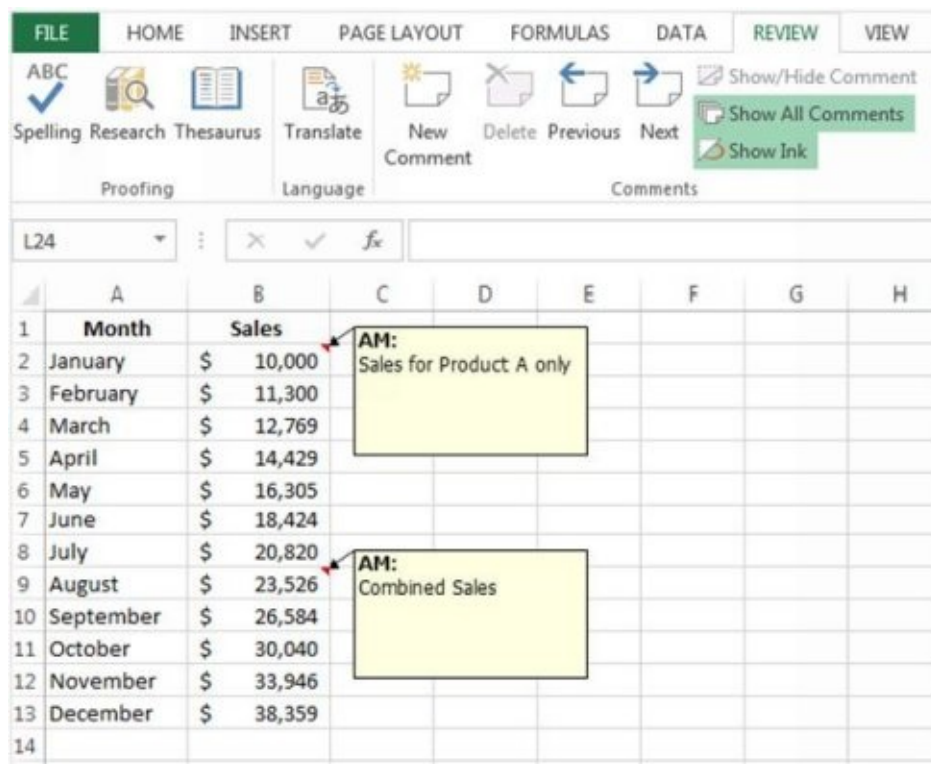 FILE HOME INSERT PAGE LAYOUT FORMULAS DATA REVIEW VIEW
ABC
Spelling Research Thesaurus
Proofing
aあ
Translate
Language
New Comment
Delete Previous Next
Show/Hide Comment
Show All Comments
Show Ink
Comments
L24 fx
A B C D E F G H
1 Month Sales
2 January $ 10,000
3 February $ 11,300
4 March $ 12,769
5 April $ 14,429
6 May $ 16,305
7 June $ 18,424
8 July $ 20,820
9 August $ 23,526
10 September $ 26,584
11 October $ 30,040
12 November $ 33,946
13 December $ 38,359
14
AM:
Sales for Product A only
AM:
Combined Sales